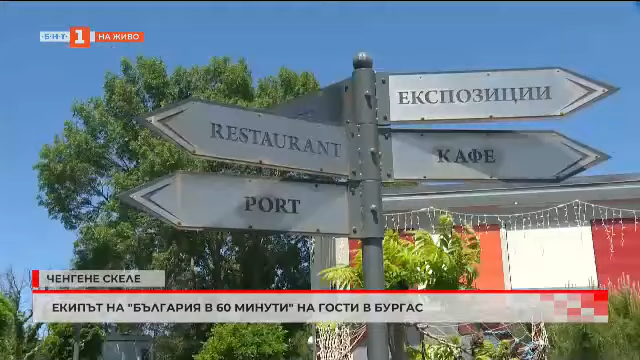 БНТ 1 НА ЖИВО
ЕКСПОЗИЦИИ
RESTAURANT
КАФЕ
PORT
ЧЕНГЕНЕ СКЕЛЕ
ЕКИПЪТ НА "БЪЛГАРИЯ В 60 МИНУТИ" НА ГОСТИ В БУРГАС